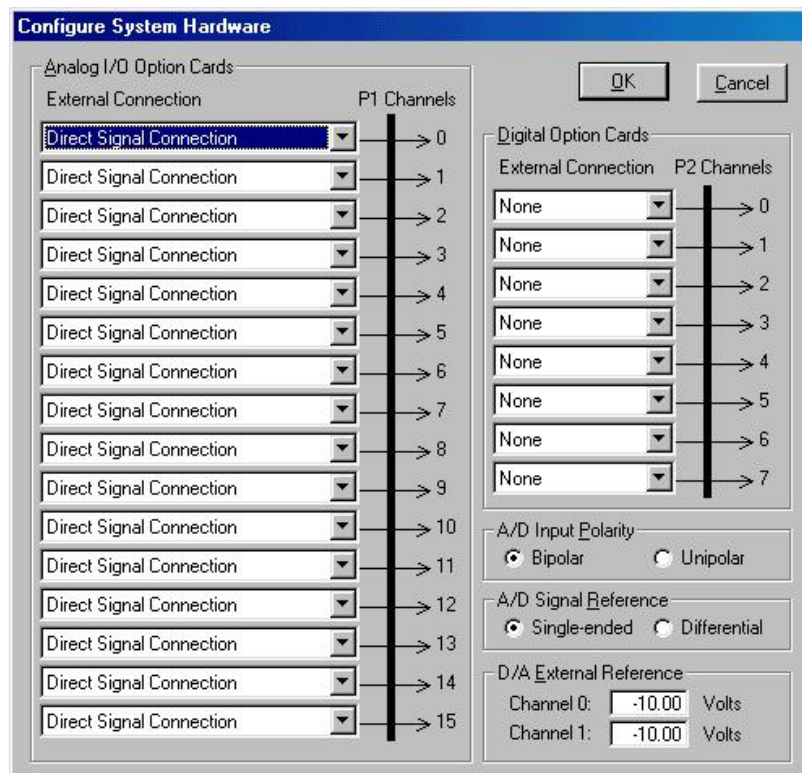 Configure System Hardware
Analog I/O Option Cards
External Connection P1 Channels
Direct Signal Connection 0
Direct Signal Connection 1
Direct Signal Connection 2
Direct Signal Connection 3
Direct Signal Connection 4
Direct Signal Connection 5
Direct Signal Connection 6
Direct Signal Connection 7
Direct Signal Connection 8
Direct Signal Connection 9
Direct Signal Connection 10
Direct Signal Connection 11
Direct Signal Connection 12
Direct Signal Connection 13
Direct Signal Connection 14
Direct Signal Connection 15
OK Cancel
Digital Option Cards
External Connection P2 Channels
None 0
None 1
None 2
None 3
None 4
None 5
None 6
None 7
A/D Input Polarity
Bipolar Unipolar
A/D Signal Reference
Single-ended Differential
D/A External Reference
Channel 0: -10.00 Volts
Channel 1: -10.00 Volts